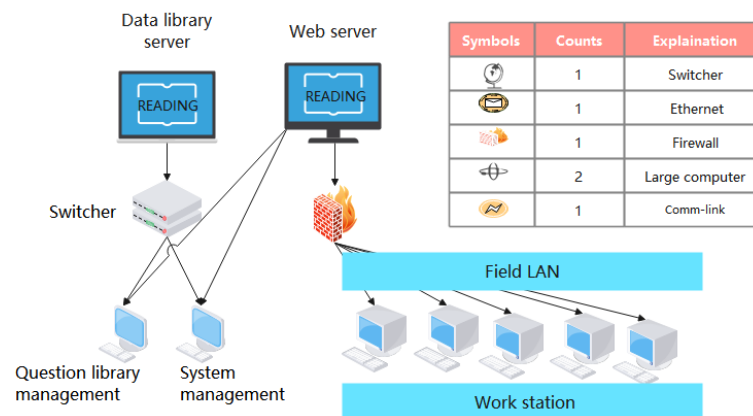 Data library
server
Web server
READING
READING
Symbols Counts Explaination
1 Switcher
1 Ethernet
1 Firewall
2 Large computer
1 Comm-link
Switcher
Field LAN
Question library
management
System
management
Work station